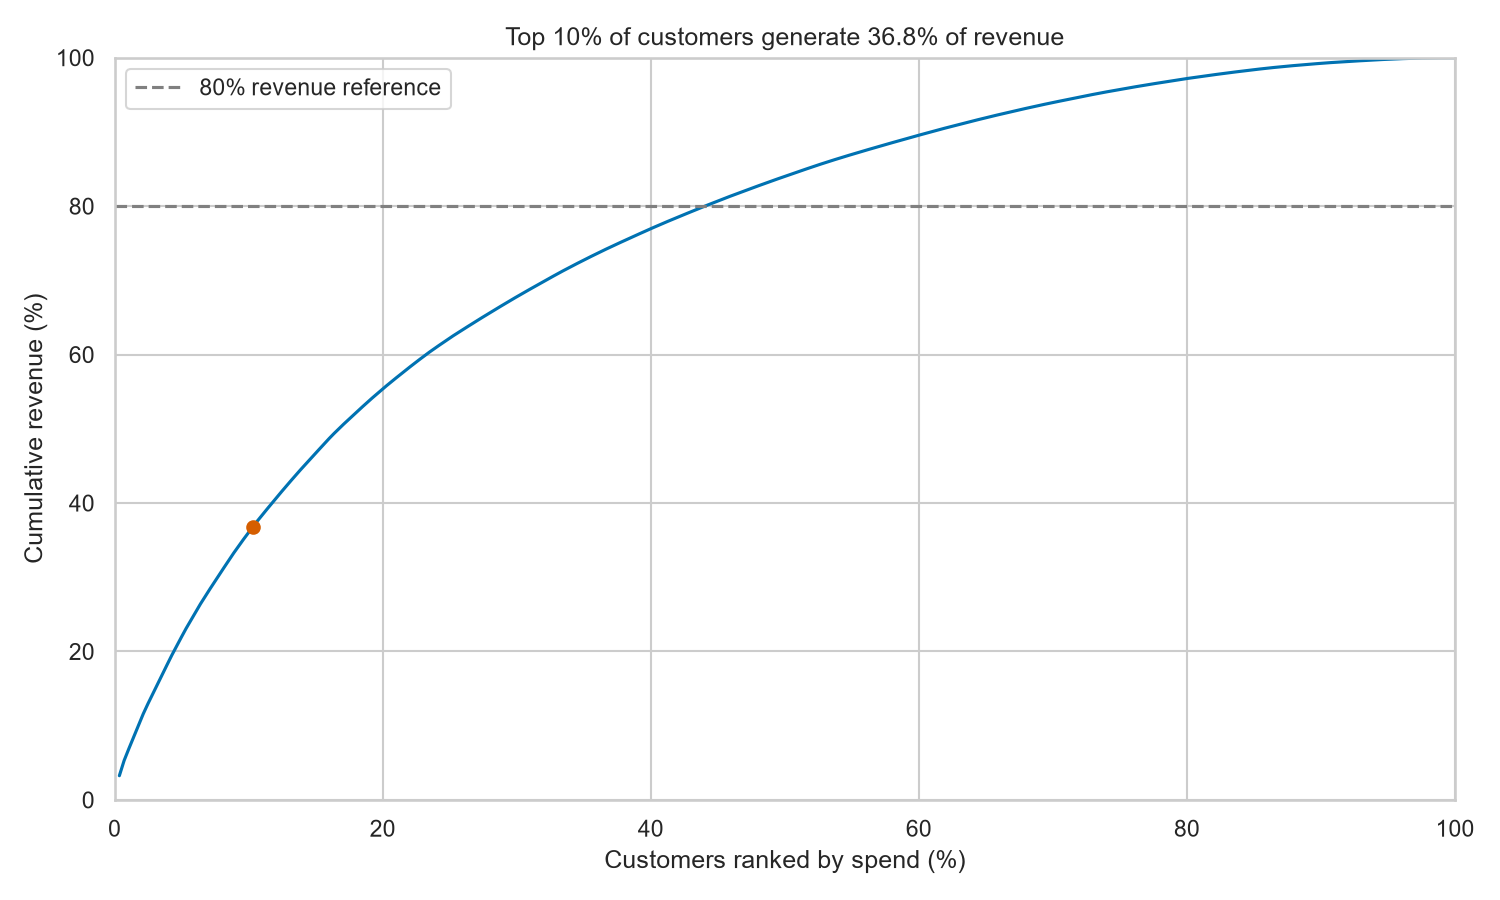 Top 10% of customers generate 36.8% of revenue
80% revenue reference
Cumulative revenue (%)
100
80
60
40
20
0
0 20 40 60 80 100
Customers ranked by spend (%)